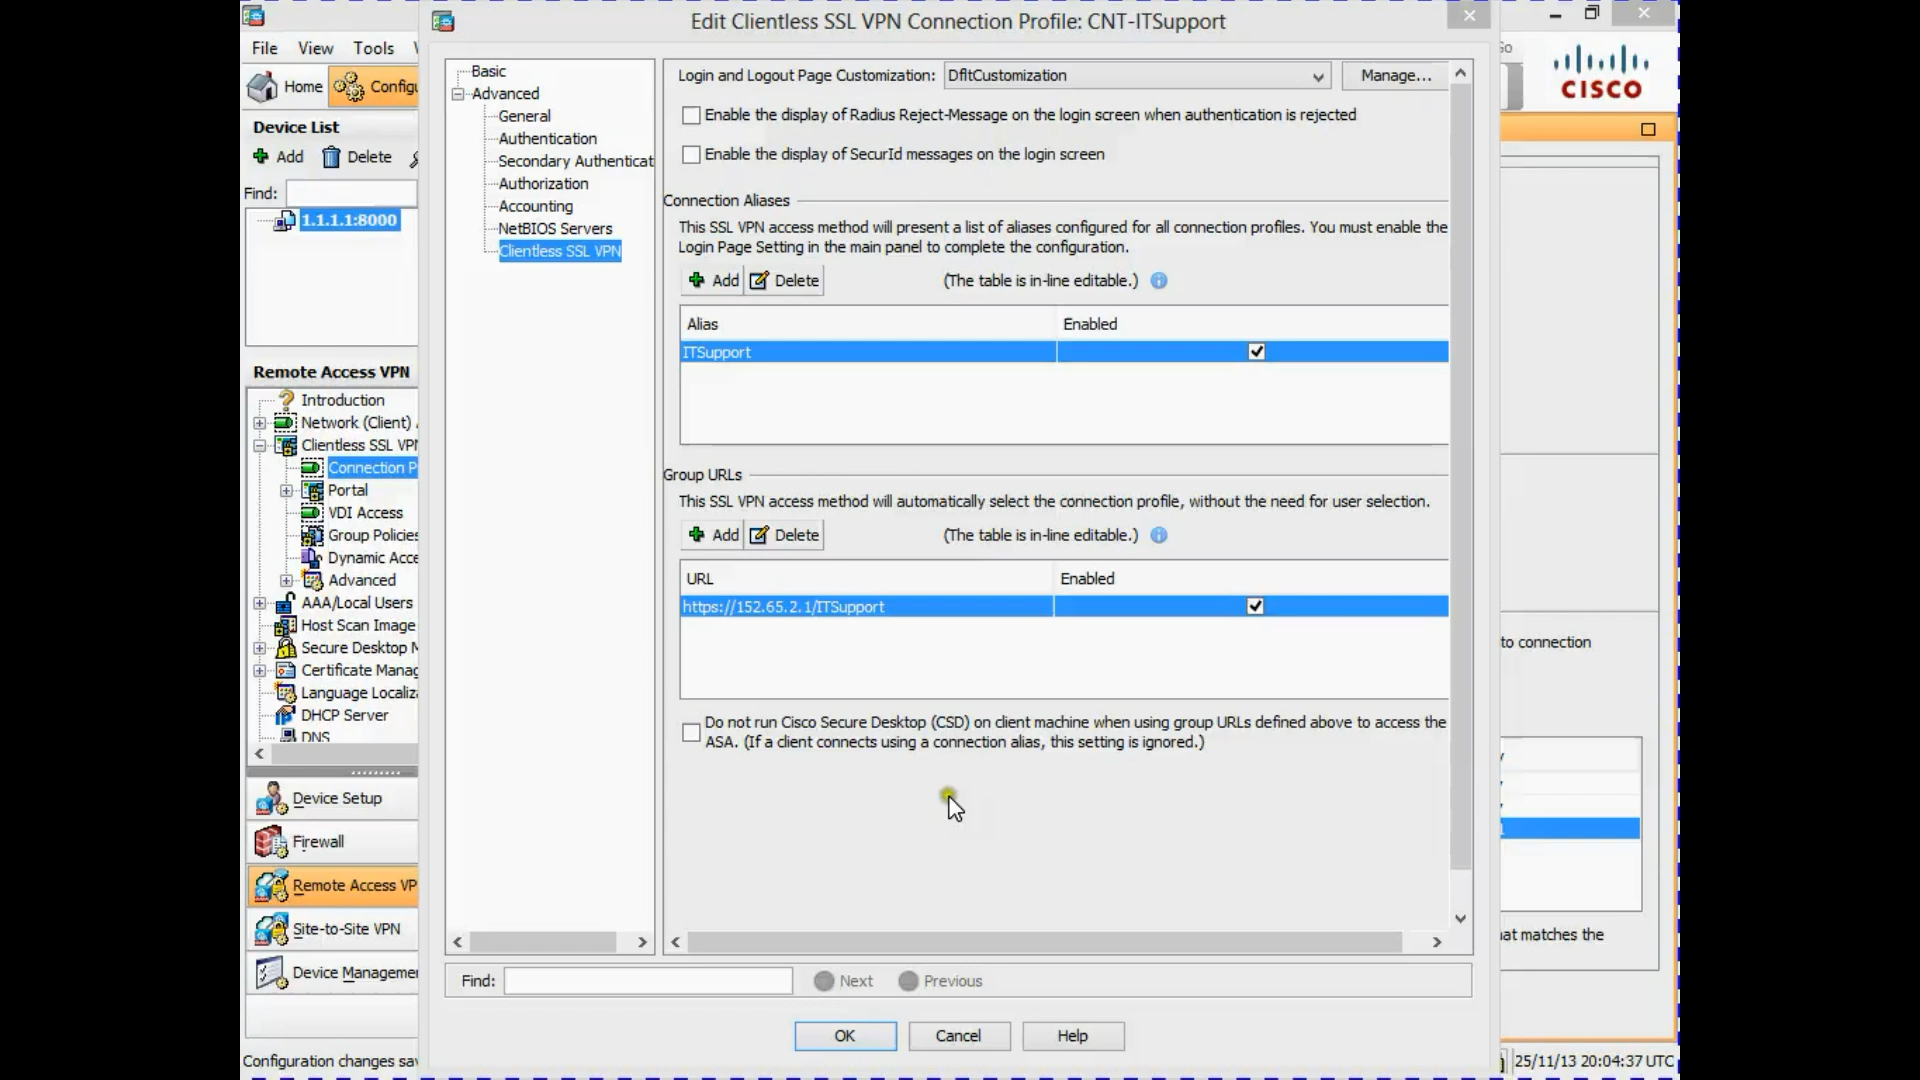 Edit Clientless SSL VPN Connection Profile: CNT-ITSupport
File View Tools
Home
Device List
Add Delete
Find:
1.1.1.1:8000
Remote Access VPN
Introduction
Network (Client)
Clientless SSL
Connection
Portal
VDI Access
Group Policies
Dynamic
Advanced
AAA/Local Users
Host Scan Image
Secure Desktop
Certificate
Language
DHCP Server
DNS
Device Setup
Firewall
Remote Access
Site-to-Site VPN
Device
Basic
Advanced
General
Authentication
Secondary Authenticat
Authorization
Accounting
NetBIOS Servers
Clientless SSL VPN
Login and Logout Page Customization: DfltCustomization Manage...
Enable the display of Radius Reject-Message on the login screen when authentication is rejected
Enable the display of SecurId messages on the login screen
Connection Aliases
This SSL VPN access method will present a list of aliases configured for all connection profiles. You must enable the
Login Page Setting in the main panel to complete the configuration.
Add Delete (The table is in-line editable.)
Alias Enabled
ITSupport
Group URLs
This SSL VPN access method will automatically select the connection profile, without the need for user selection.
Add Delete (The table is in-line editable.)
URL Enabled
https://152.65.2.1/ITSupport
Do not run Cisco Secure Desktop (CSD) on client machine when using group URLs defined above to access the
ASA. (If a client connects using a connection alias, this setting is ignored.)
Find: Next Previous
OK Cancel Help
CISCO
to connection
that matches the
Configuration changes
25/11/13 20:04:37 UTC